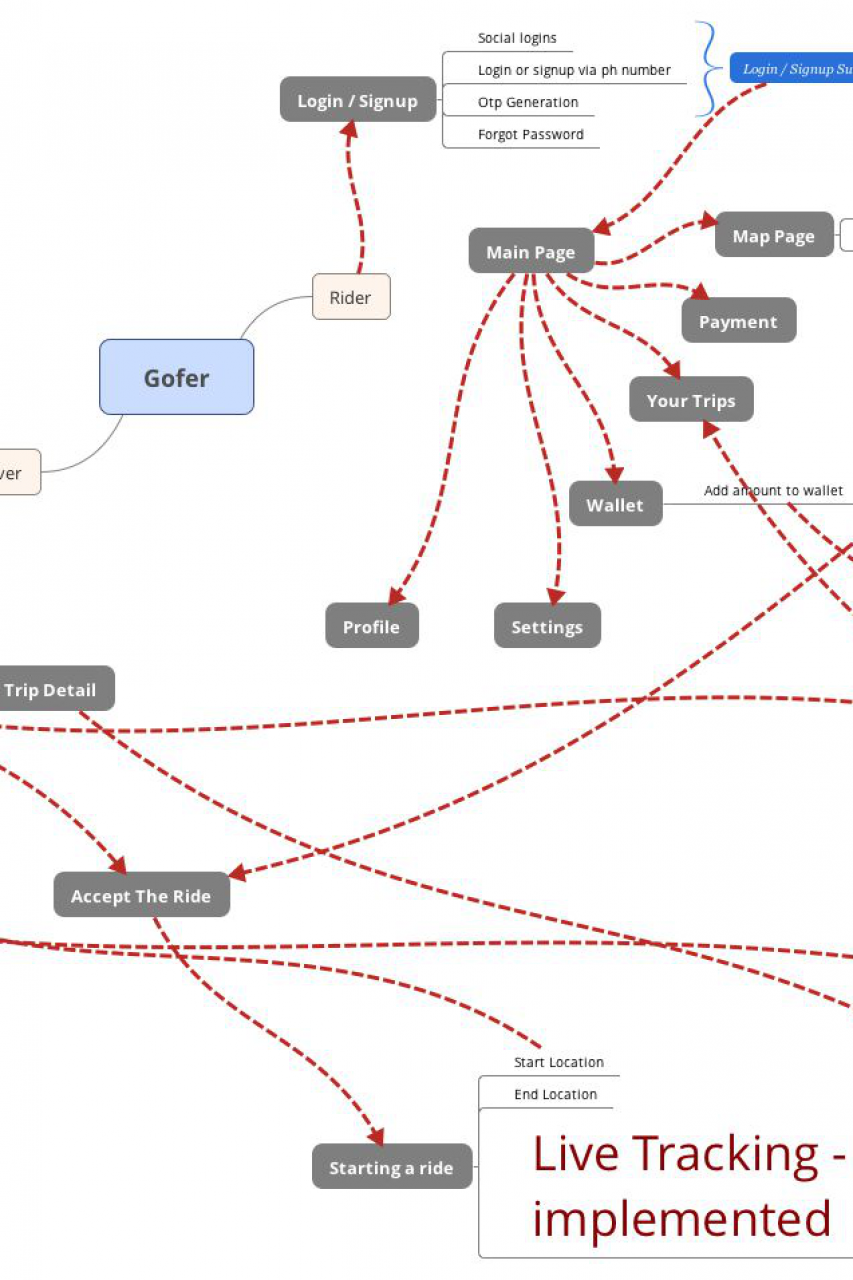 Social logins
Login or signup via ph number
Login / Signup
Otp Generation
Forgot Password
Login / Signup
Main Page
Map Page
Rider
Payment
Gofer
Your Trips
Add amount to wallet
Wallet
Profile
Settings
Trip Detail
Accept The Ride
Start Location
End Location
Live Tracking -
implemented
Starting a ride